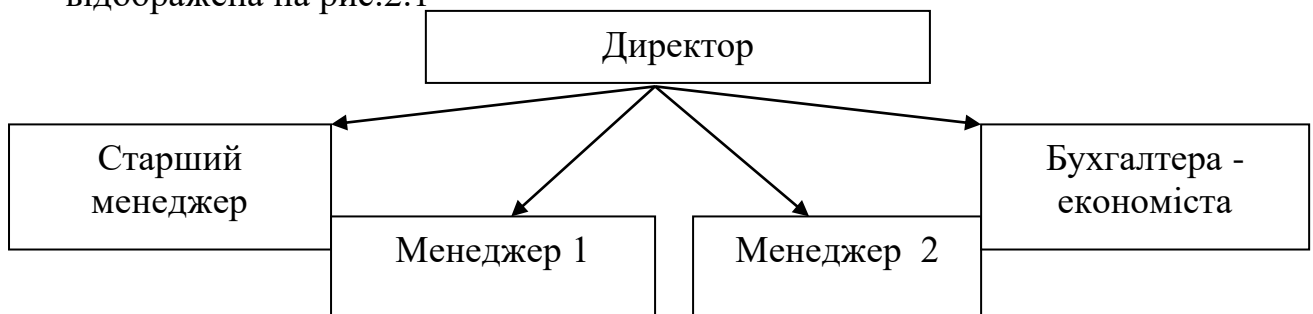 відображена на рис.2.1
Директор
Старший
менеджер
Бухгалтера -
економіста
Менеджер 1
Менеджер  2